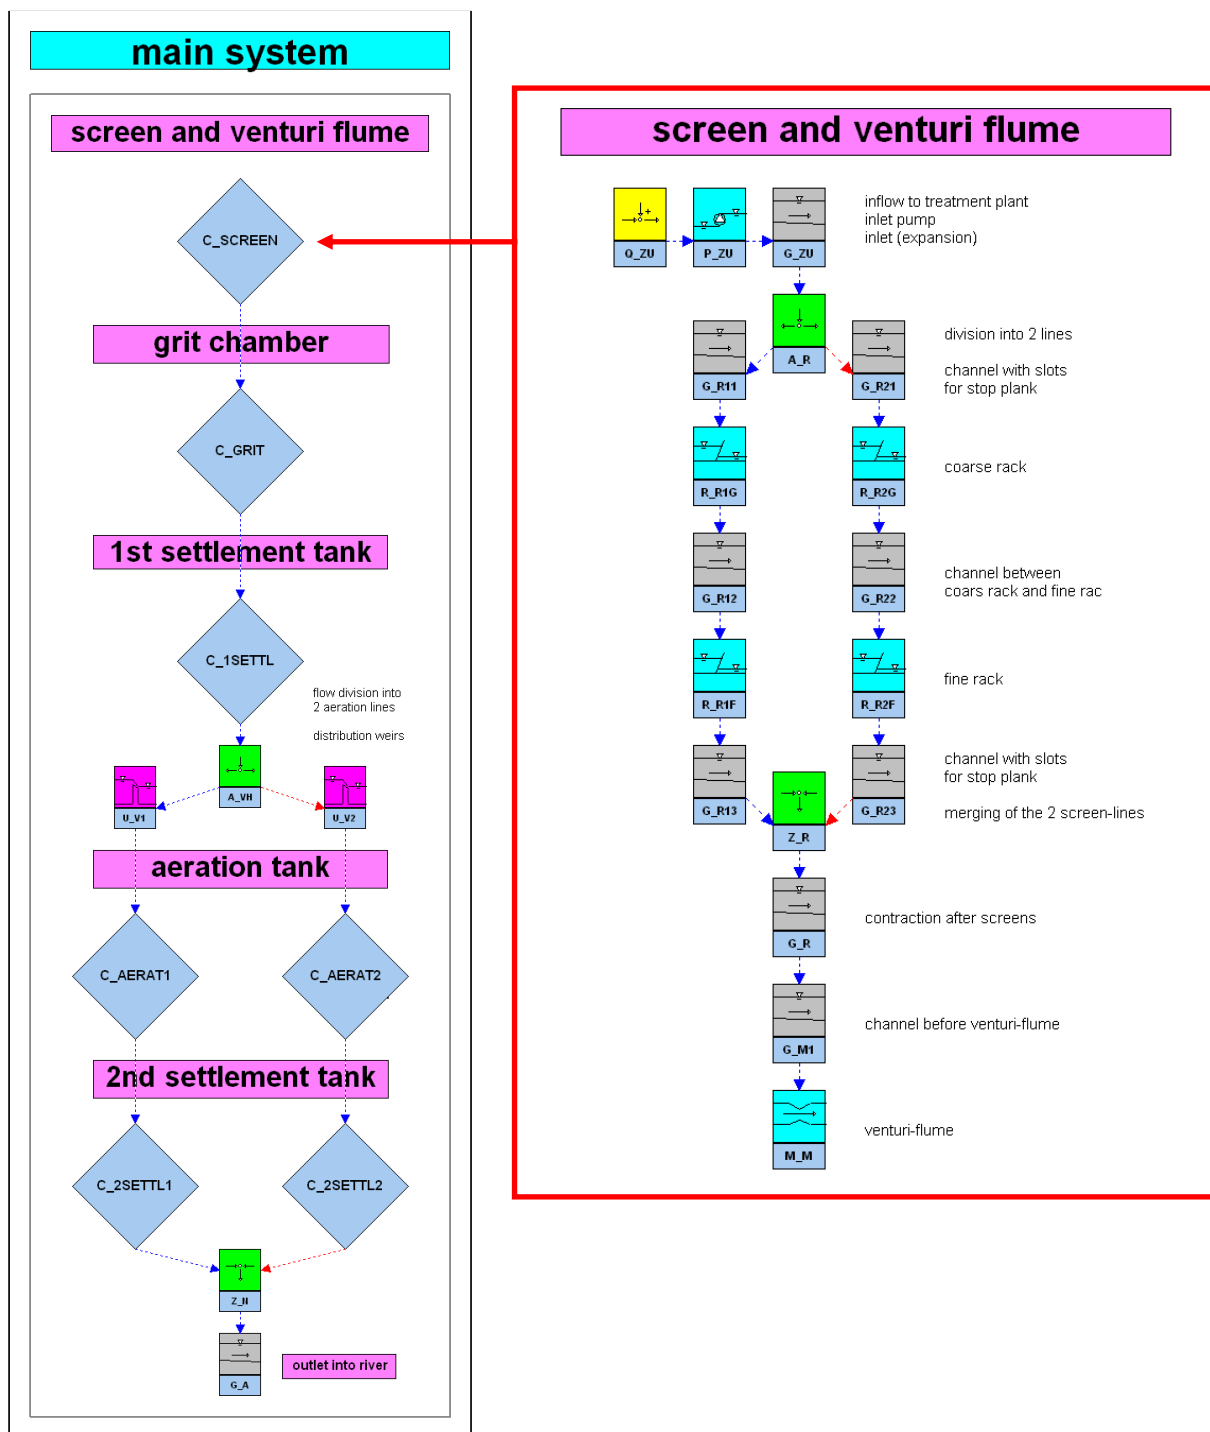 main system
screen and venturi flume
C_SCREEN
grit chamber
C_GRIT
1st settlement tank
C_1SETTL
flow division into
2 aeration lines
distribution weirs
A_VH
U_V1
U_V2
aeration tank
C_AERAT1
C_AERAT2
2nd settlement tank
C_2SETTL1
C_2SETTL2
Z_N
outlet into river
G_A
screen and venturi flume
inflow to treatment plant
inlet pump
inlet (expansion)
Q_ZU
P_ZU
G_ZU
division into 2 lines
A_R
channel with slots
for stop plank
G_R11
G_R21
coarse rack
R_R1G
R_R2G
channel between
coars rack and fine rac
G_R12
G_R22
fine rack
R_R1F
R_R2F
channel with slots
for stop plank
G_R13
G_R23
merging of the 2 screen-lines
Z_R
contraction after screens
G_R
channel before venturi-flume
G_M1
venturi-flume
M_M